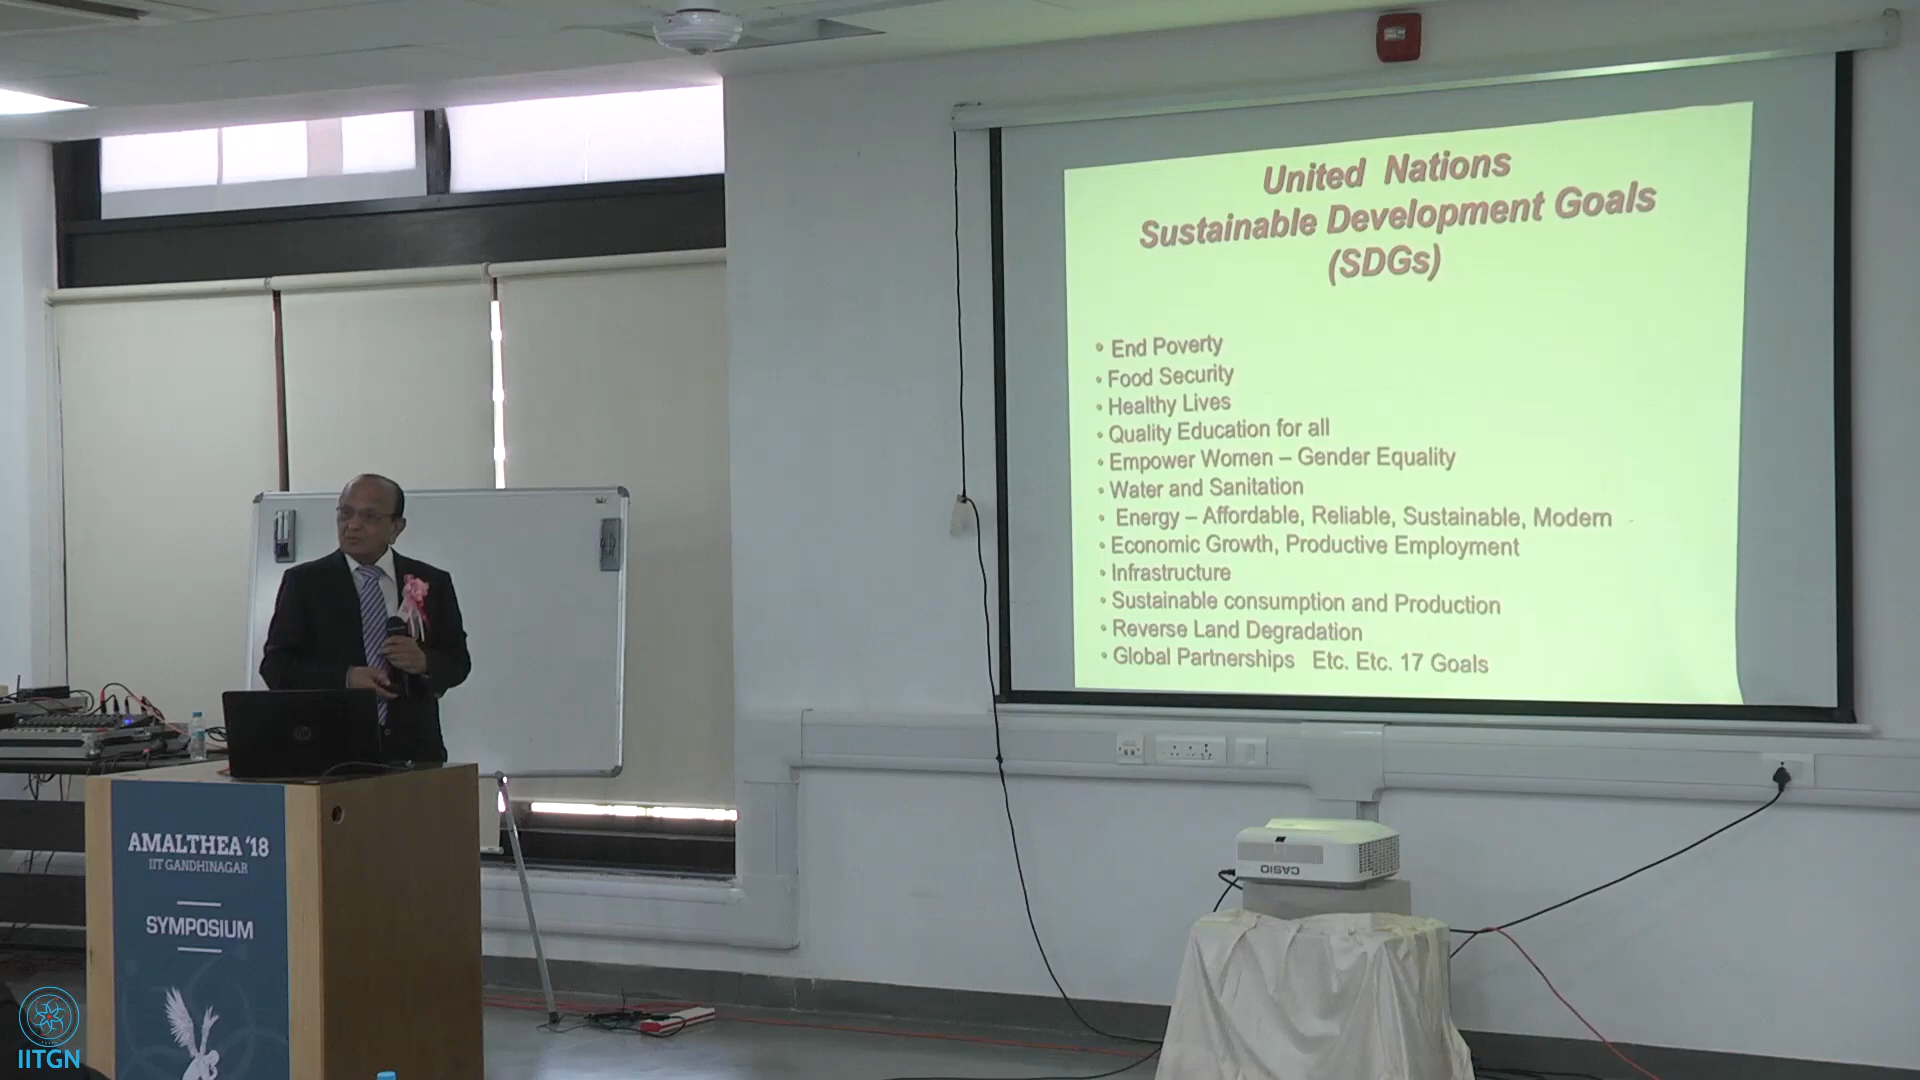 United Nations
Sustainable Development Goals
(SDGs)
• End Poverty
• Food Security
• Healthy Lives
• Quality Education for all
• Empower Women – Gender Equality
• Water and Sanitation
• Energy – Affordable, Reliable, Sustainable, Modern
• Economic Growth, Productive Employment
• Infrastructure
• Sustainable consumption and Production
• Reverse Land Degradation
• Global Partnerships Etc. Etc. 17 Goals
AMALTHEA '18
IIT GANDHINAGAR
SYMPOSIUM
CASIO
IITGN